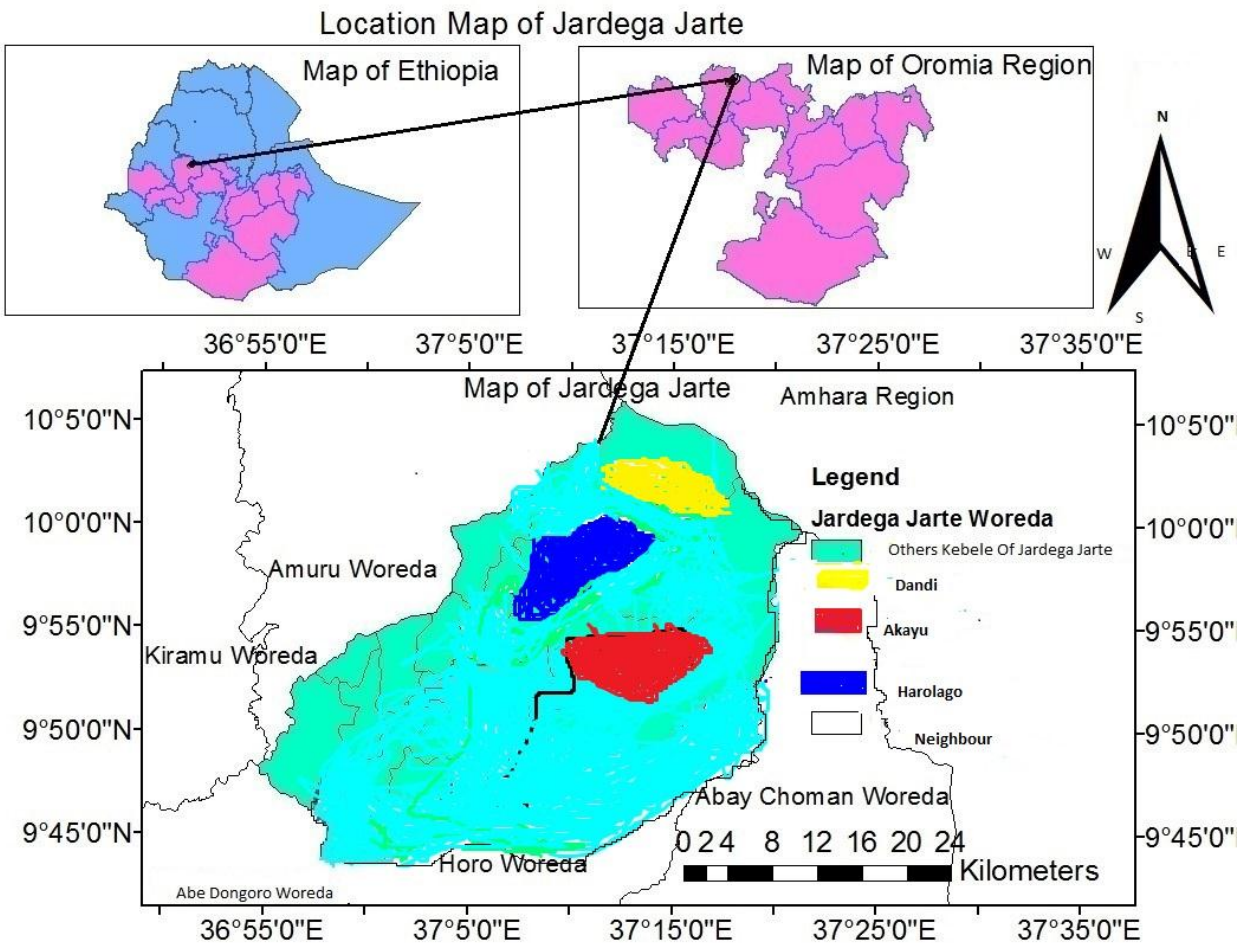 Location Map of Jardega Jarte
Map of Ethiopia
Map of Oromia Region
N
W
E
E
S
36°55'0"E 37°5'0"E 37°15'0"E 37°25'0"E 37°35'0"E
Map of Jardega Jarte
Amhara Region
10°5'0"N
10°5'0"N
Legend
Jardega Jarte Woreda
10°0'0"N
10°0'0"N
Others Kebele Of Jardega Jarte
Amuru Woreda
Dandi
9°55'0"N
9°55'0"N
Akayu
Kiramu Woreda
Harolago
9°50'0"N
9°50'0"N
Neighbour
Abay Choman Woreda
9°45'0"N
9°45'0"N
0 2 4 8 12 16 20 24
Kilometers
Horo Woreda
Abe Dongoro Woreda
36°55'0"E 37°5'0"E 37°15'0"E 37°25'0"E 37°35'0"E